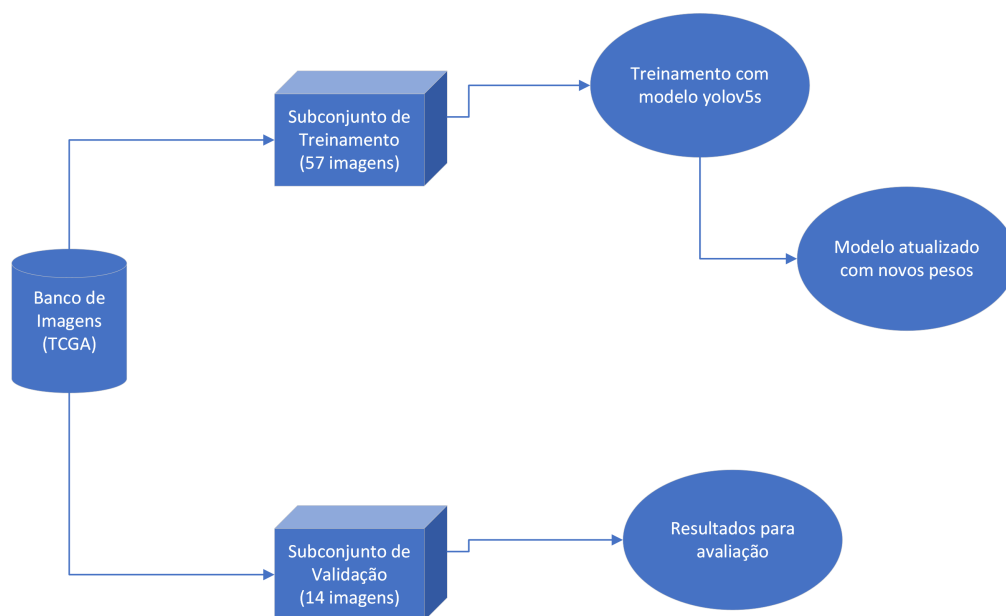 Banco de
Imagens
(TCGA)
Subconjunto de
Treinamento
(57 imagens)
Treinamento com
modelo yolov5s
Modelo atualizado
com novos pesos
Subconjunto de
Validação
(14 imagens)
Resultados para
avaliação